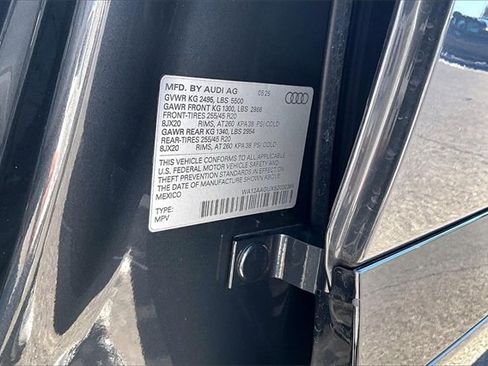 MFD. BY AUDI AG 05 25
GVWR KG 2495, LBS 5500
GAWR FRONT KG 1300, LBS 2866
FRONT-TIRES 255/45 R20
8JX20 RIMS, AT 260 KPA 38 PSI COLD
GAWR REAR KG 1340, LBS 2954
REAR-TIRES 255/45 R20
8JX20 RIMS, AT 260 KPA 38 PSI COLD
THIS VEHICLE CONFORMS TO ALL APPLICABLE
U.S. FEDERAL MOTOR VEHICLE SAFETY AND
THEFT PREVENTION STANDARDS IN EFFECT ON
THE DATE OF MANUFACTURE SHOWN ABOVE.
MEXICO
TYPE:
MPV